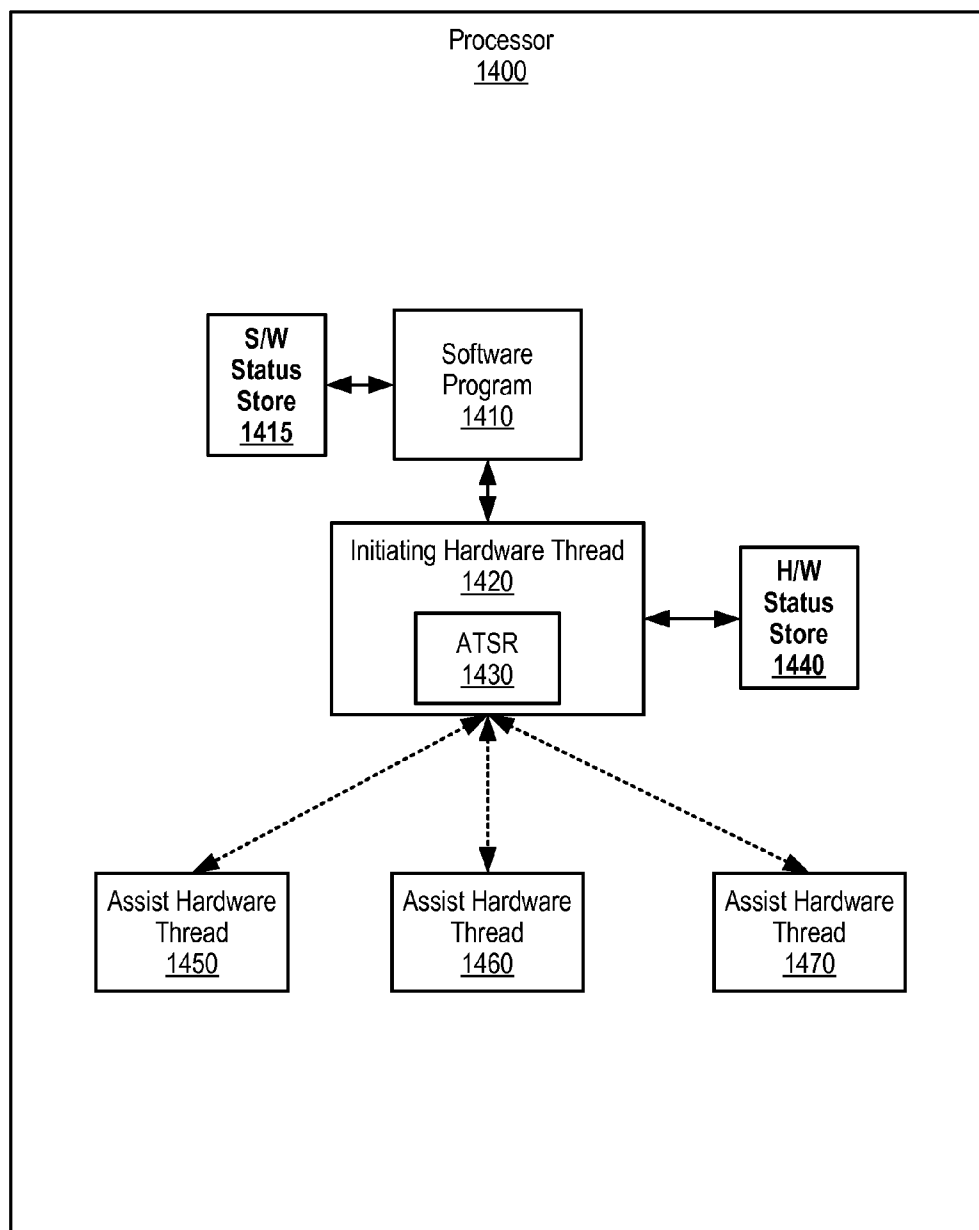 Processor
1400
S/W
Status
Store
1415
Software
Program
1410
Initiating Hardware Thread
1420
ATSR
1430
H/W
Status
Store
1440
Assist Hardware
Thread
1450
Assist Hardware
Thread
1460
Assist Hardware
Thread
1470